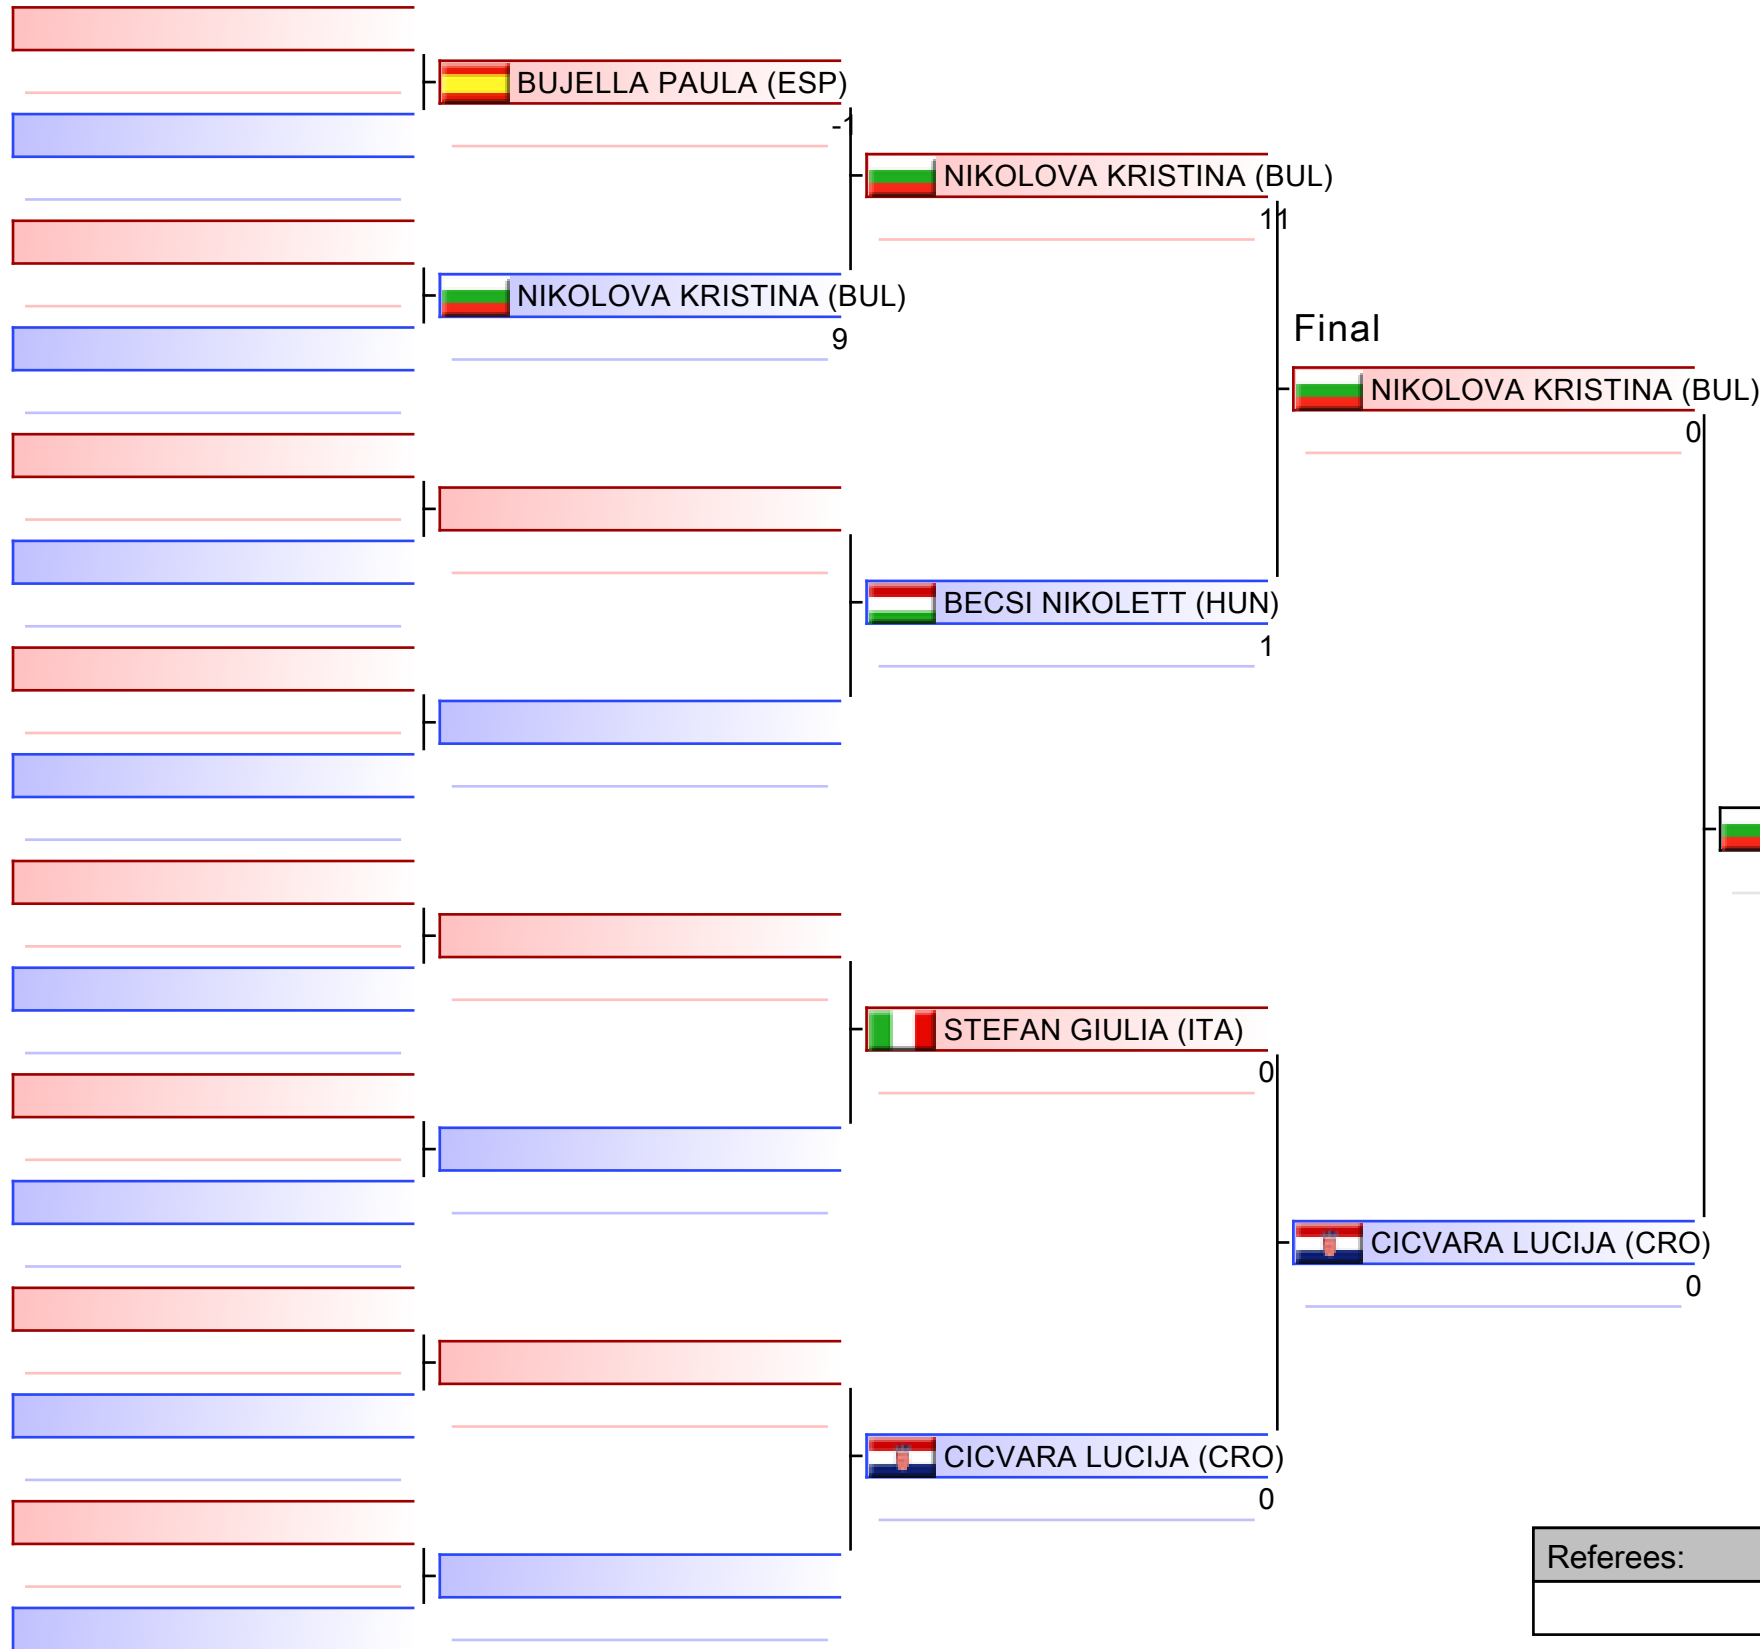 BUJELLA PAULA (ESP)
-1
NIKOLOVA KRISTINA (BUL)
11
NIKOLOVA KRISTINA (BUL)
9
Final
NIKOLOVA KRISTINA (BUL)
0
BECSI NIKOLETT (HUN)
1
STEFAN GIULIA (ITA)
0
CICVARA LUCIJA (CRO)
0
CICVARA LUCIJA (CRO)
0
Referees: